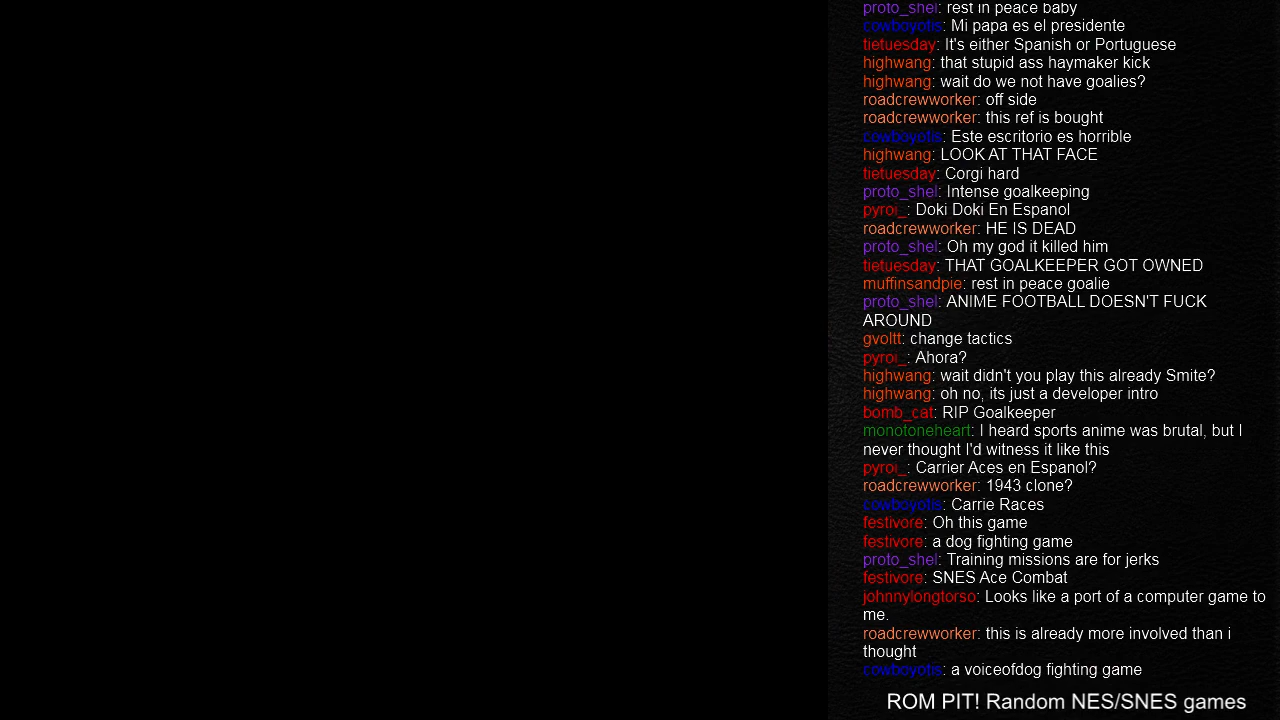 proto_shel: rest in peace baby
cowboyotis: Mi papa es el presidente
tietuesday: It's either Spanish or Portuguese
highwang: that stupid ass haymaker kick
highwang: wait do we not have goalies?
roadcrewworker: off side
roadcrewworker: this ref is bought
cowboyotis: Este escritorio es horrible
highwang: LOOK AT THAT FACE
tietuesday: Corgi hard
proto_shel: Intense goalkeeping
pyroi_: Doki Doki En Espanol
roadcrewworker: HE IS DEAD
proto_shel: Oh my god it killed him
tietuesday: THAT GOALKEEPER GOT OWNED
muffinsandpie: rest in peace goalie
proto_shel: ANIME FOOTBALL DOESN'T FUCK
AROUND
gvoltt: change tactics
pyroi_: Ahora?
highwang: wait didn't you play this already Smite?
highwang: oh no, its just a developer intro
bomb_cat: RIP Goalkeeper
monotoneheart: I heard sports anime was brutal, but I
never thought I'd witness it like this
pyroi_: Carrier Aces en Espanol?
roadcrewworker: 1943 clone?
cowboyotis: Carrie Races
festivore: Oh this game
festivore: a dog fighting game
proto_shel: Training missions are for jerks
festivore: SNES Ace Combat
johnnylongtorso: Looks like a port of a computer game to
me.
roadcrewworker: this is already more involved than i
thought
cowboyotis: a voiceofdog fighting game
ROM PIT! Random NES/SNES games